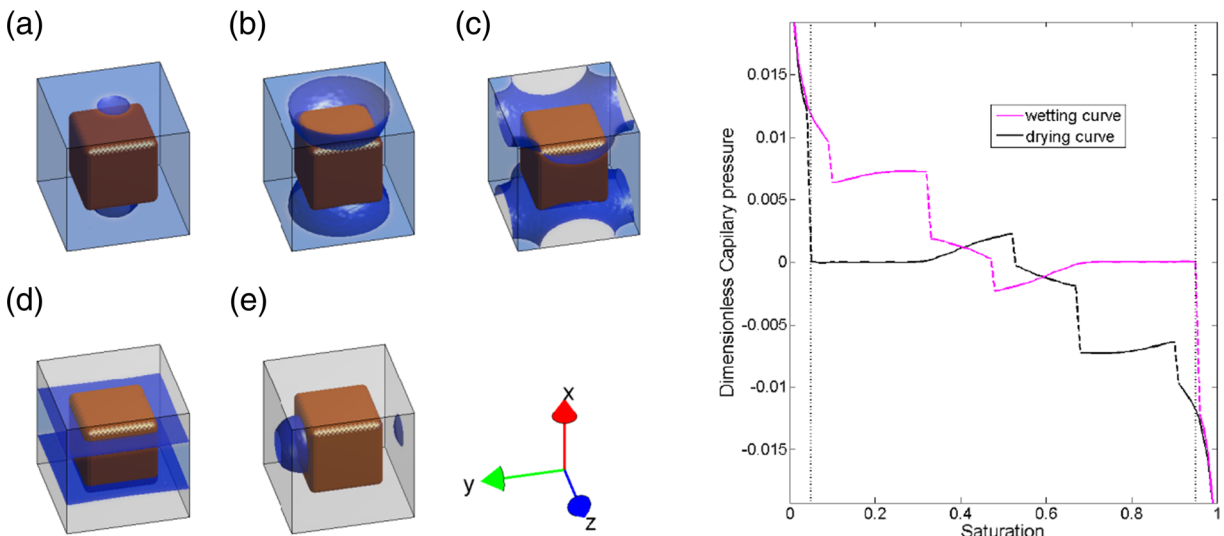 (a)
(b)
(c)
(d)
(e)
x
y
z
Dimensionless Capilary pressure
0.015
0.01
0.005
0
-0.005
-0.01
-0.015
wetting curve
drying curve
0
0.2
0.4
0.6
0.8
1
Saturation